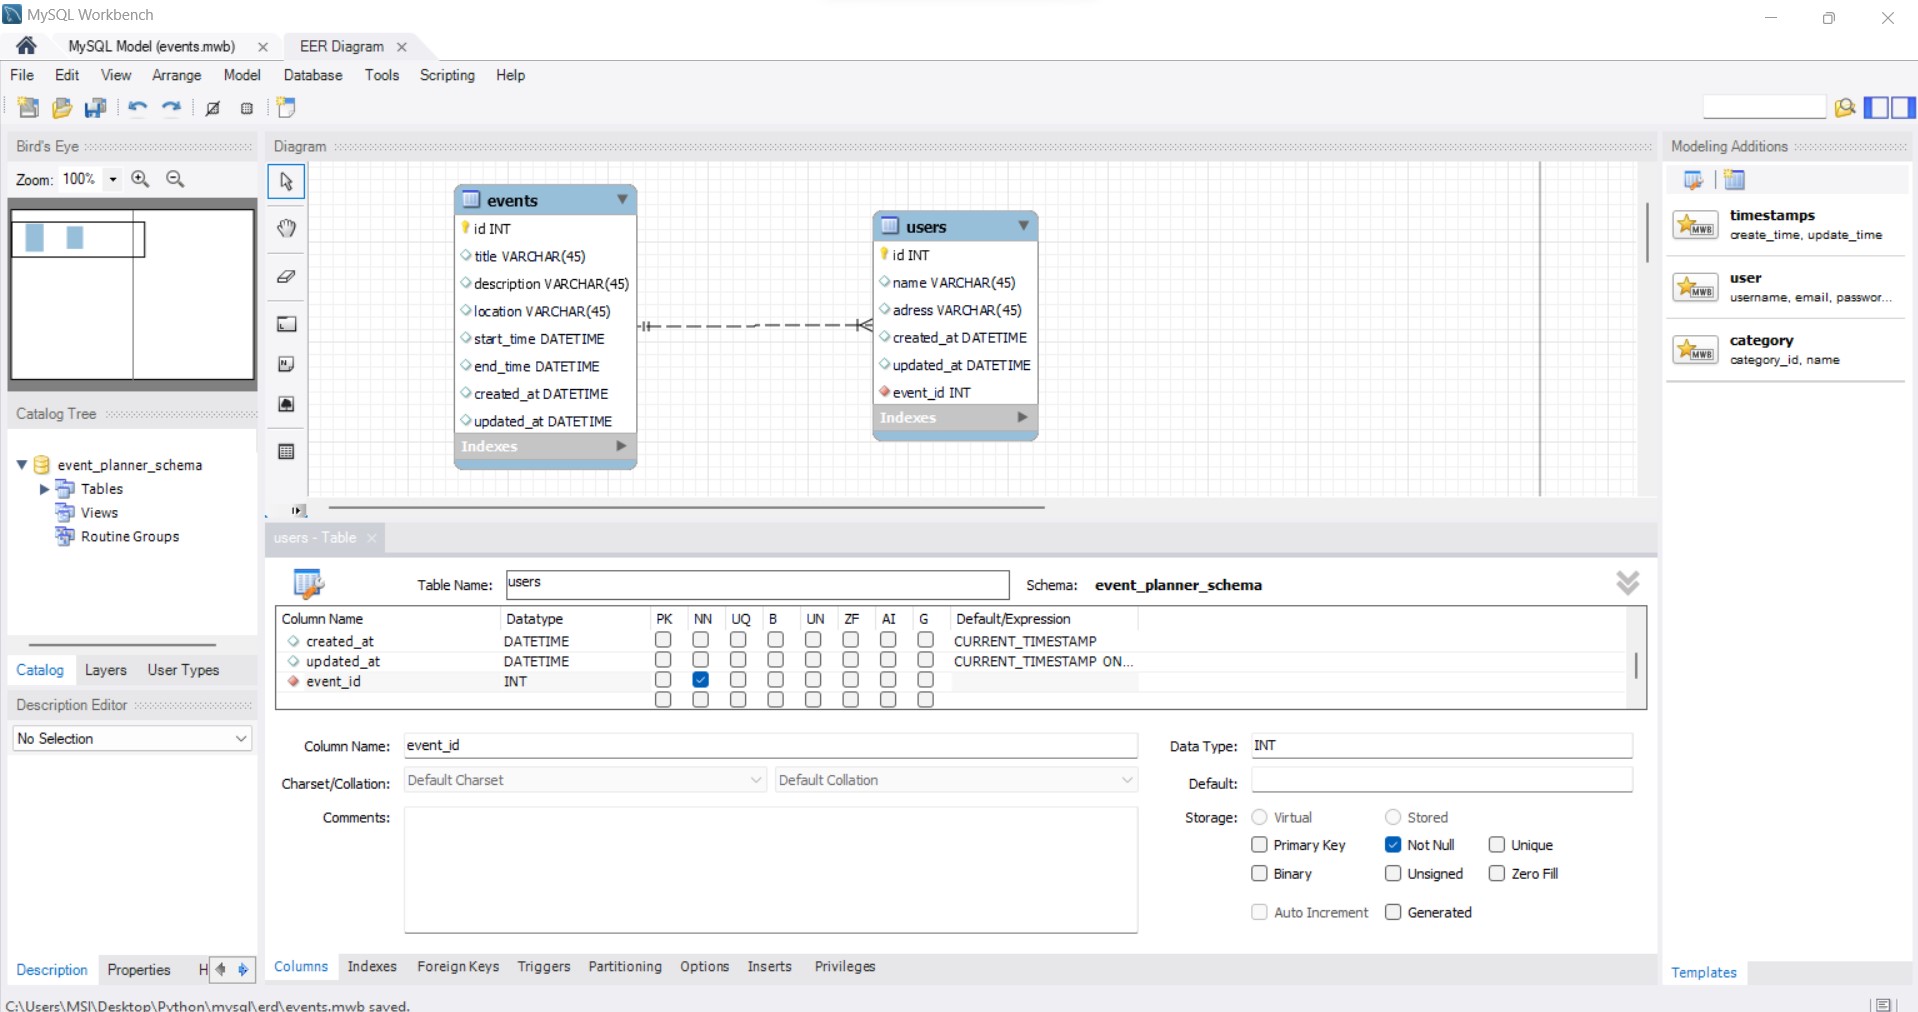 MySQL Workbench
MySQL Model (events.mwb)
EER Diagram
File Edit View Arrange Model Database Tools Scripting Help
Bird's Eye
Zoom: 100%
Catalog Tree
event_planner_schema
Tables
Views
Routine Groups
Catalog Layers User Types
Description Editor
No Selection
Description Properties H
Diagram
events
id INT
title VARCHAR(45)
description VARCHAR(45)
location VARCHAR(45)
start_time DATETIME
end_time DATETIME
created_at DATETIME
updated_at DATETIME
Indexes
users
id INT
name VARCHAR(45)
adress VARCHAR(45)
created_at DATETIME
updated_at DATETIME
event_id INT
Indexes
users - Table
Table Name: users Schema: event_planner_schema
Column Name Datatype PK NN UQ B UN ZF AI G Default/Expression
created_at DATETIME CURRENT_TIMESTAMP
updated_at DATETIME CURRENT_TIMESTAMP ON...
event_id INT
Column Name: event_id Data Type: INT
Charset/Collation: Default Charset Default Collation Default:
Comments: Storage: Virtual Stored
Primary Key Not Null Unique
Binary Unsigned Zero Fill
Auto Increment Generated
Columns Indexes Foreign Keys Triggers Partitioning Options Inserts Privileges
Modeling Additions
MWB
timestamps
create_time, update_time
MWB
user
username, email, passwor...
MWB
category
category_id, name
Templates
C:\Users\MSI\Desktop\Python\mysql\erd\events.mwb saved.